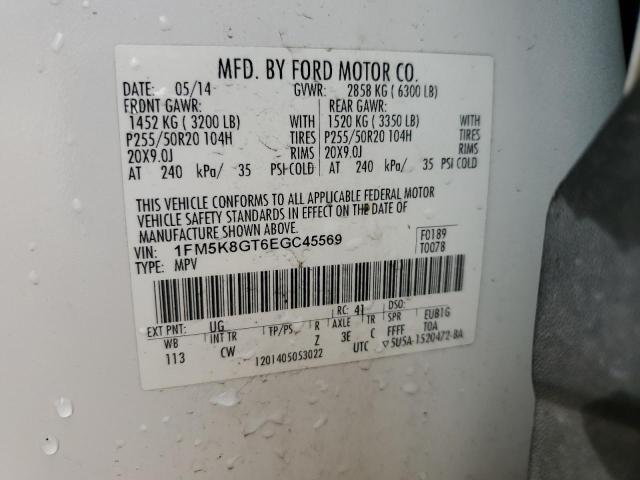 MFD. BY FORD MOTOR CO.
DATE: 05/14 GVWR: 2858 KG ( 6300 LB)
FRONT GAWR: REAR GAWR:
1452 KG ( 3200 LB) WITH 1520 KG ( 3350 LB) WITH
P255/50R20 104H TIRES P255/50R20 104H TIRES
20X9.0J RIMS 20X9.0J RIMS
AT 240 kPa/ 35 PSI COLD AT 240 kPa/ 35 PSI COLD
THIS VEHICLE CONFORMS TO ALL APPLICABLE FEDERAL MOTOR
VEHICLE SAFETY STANDARDS IN EFFECT ON THE DATE OF
MANUFACTURE SHOWN ABOVE.
VIN: 1FM5K8GT6EGC45569 F0189
TYPE: MPV T0078
RC: 41 DSO:
EXT PNT: UG
WB INT TR TP/PS R AXLE TR SPR EUB1G
113 CW Z 3E C FFFF T0A
1201405053022 UTC ▽5U5A-1520472-BA